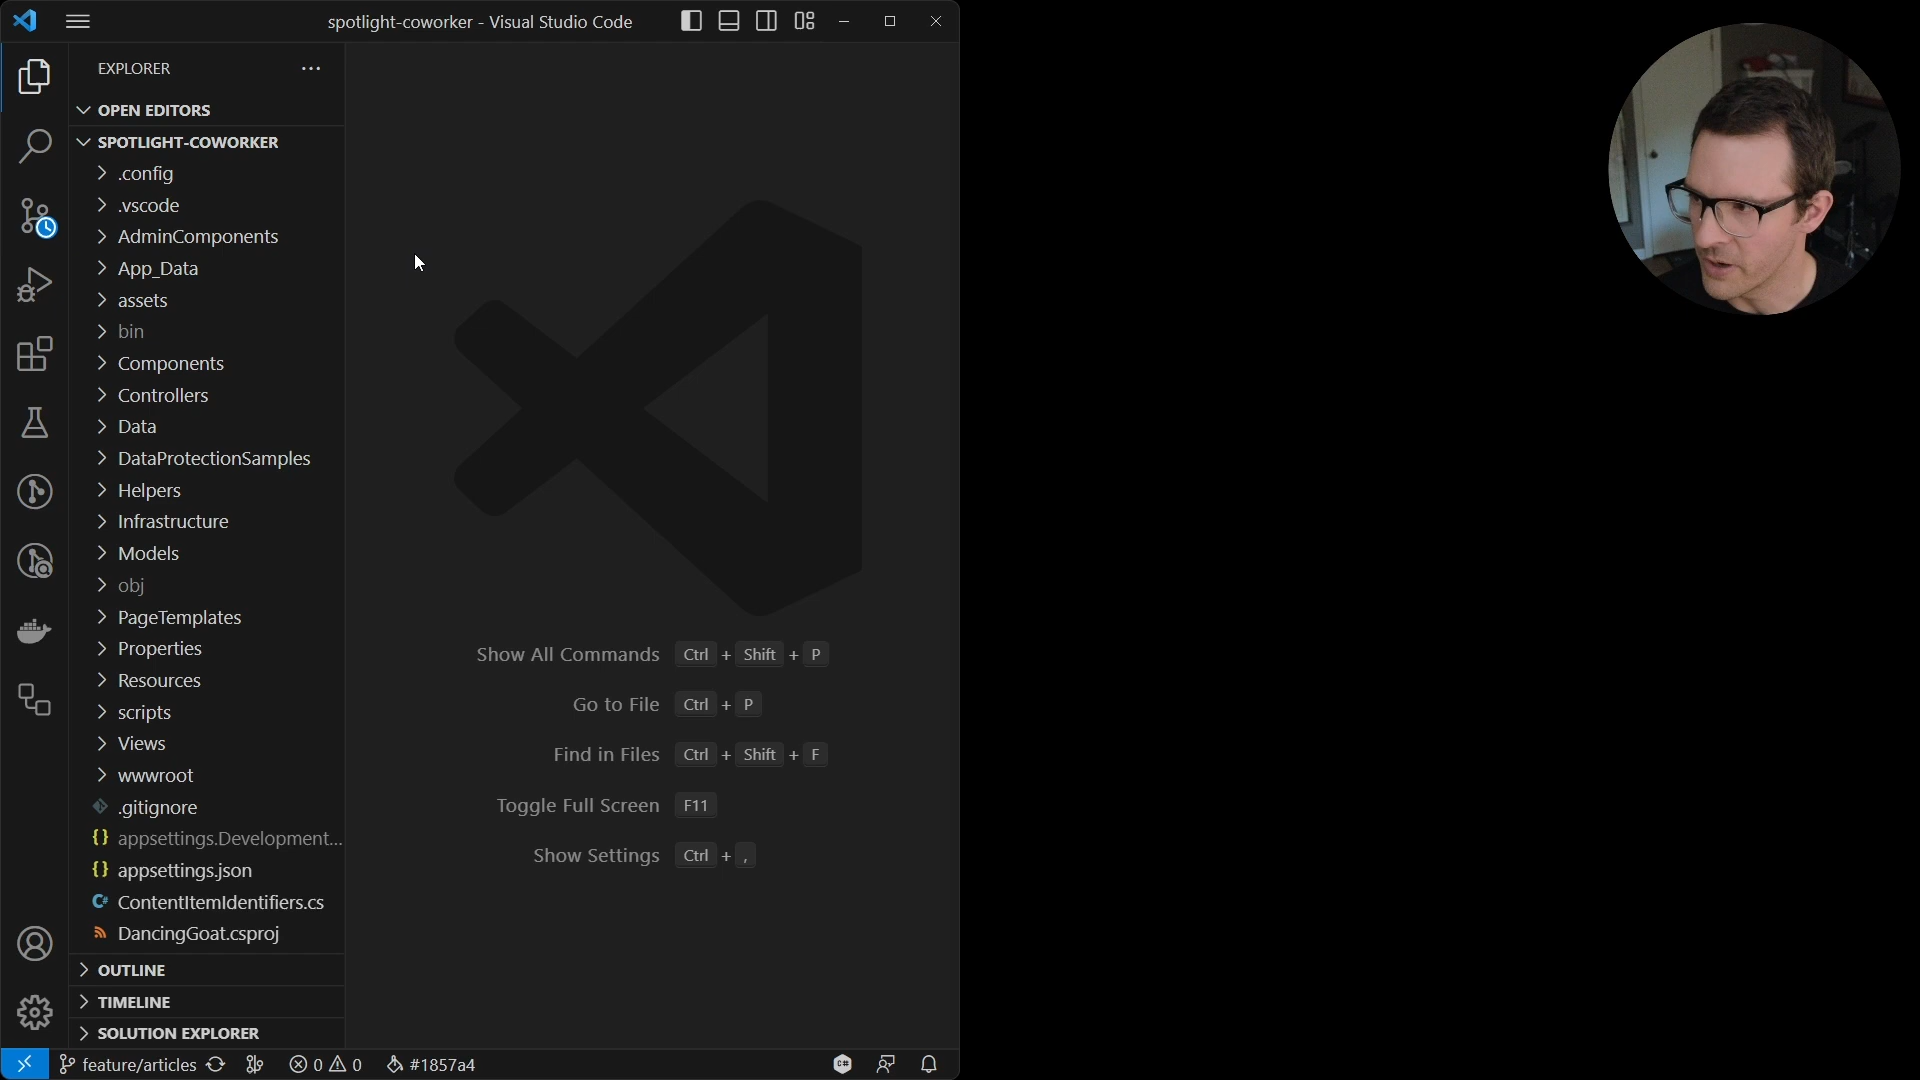 spotlight-coworker - Visual Studio Code
EXPLORER
OPEN EDITORS
SPOTLIGHT-COWORKER
.config
.vscode
AdminComponents
App_Data
assets
bin
Components
Controllers
Data
DataProtectionSamples
Helpers
Infrastructure
Models
obj
PageTemplates
Properties
Resources
scripts
Views
wwwroot
.gitignore
{} appsettings.Development...
{} appsettings.json
C# ContentItemIdentifiers.cs
DancingGoat.csproj
OUTLINE
TIMELINE
SOLUTION EXPLORER
Show All Commands Ctrl + Shift + P
Go to File Ctrl + P
Find in Files Ctrl + Shift + F
Toggle Full Screen F11
Show Settings Ctrl + ,
feature/articles 0 0 #1857a4